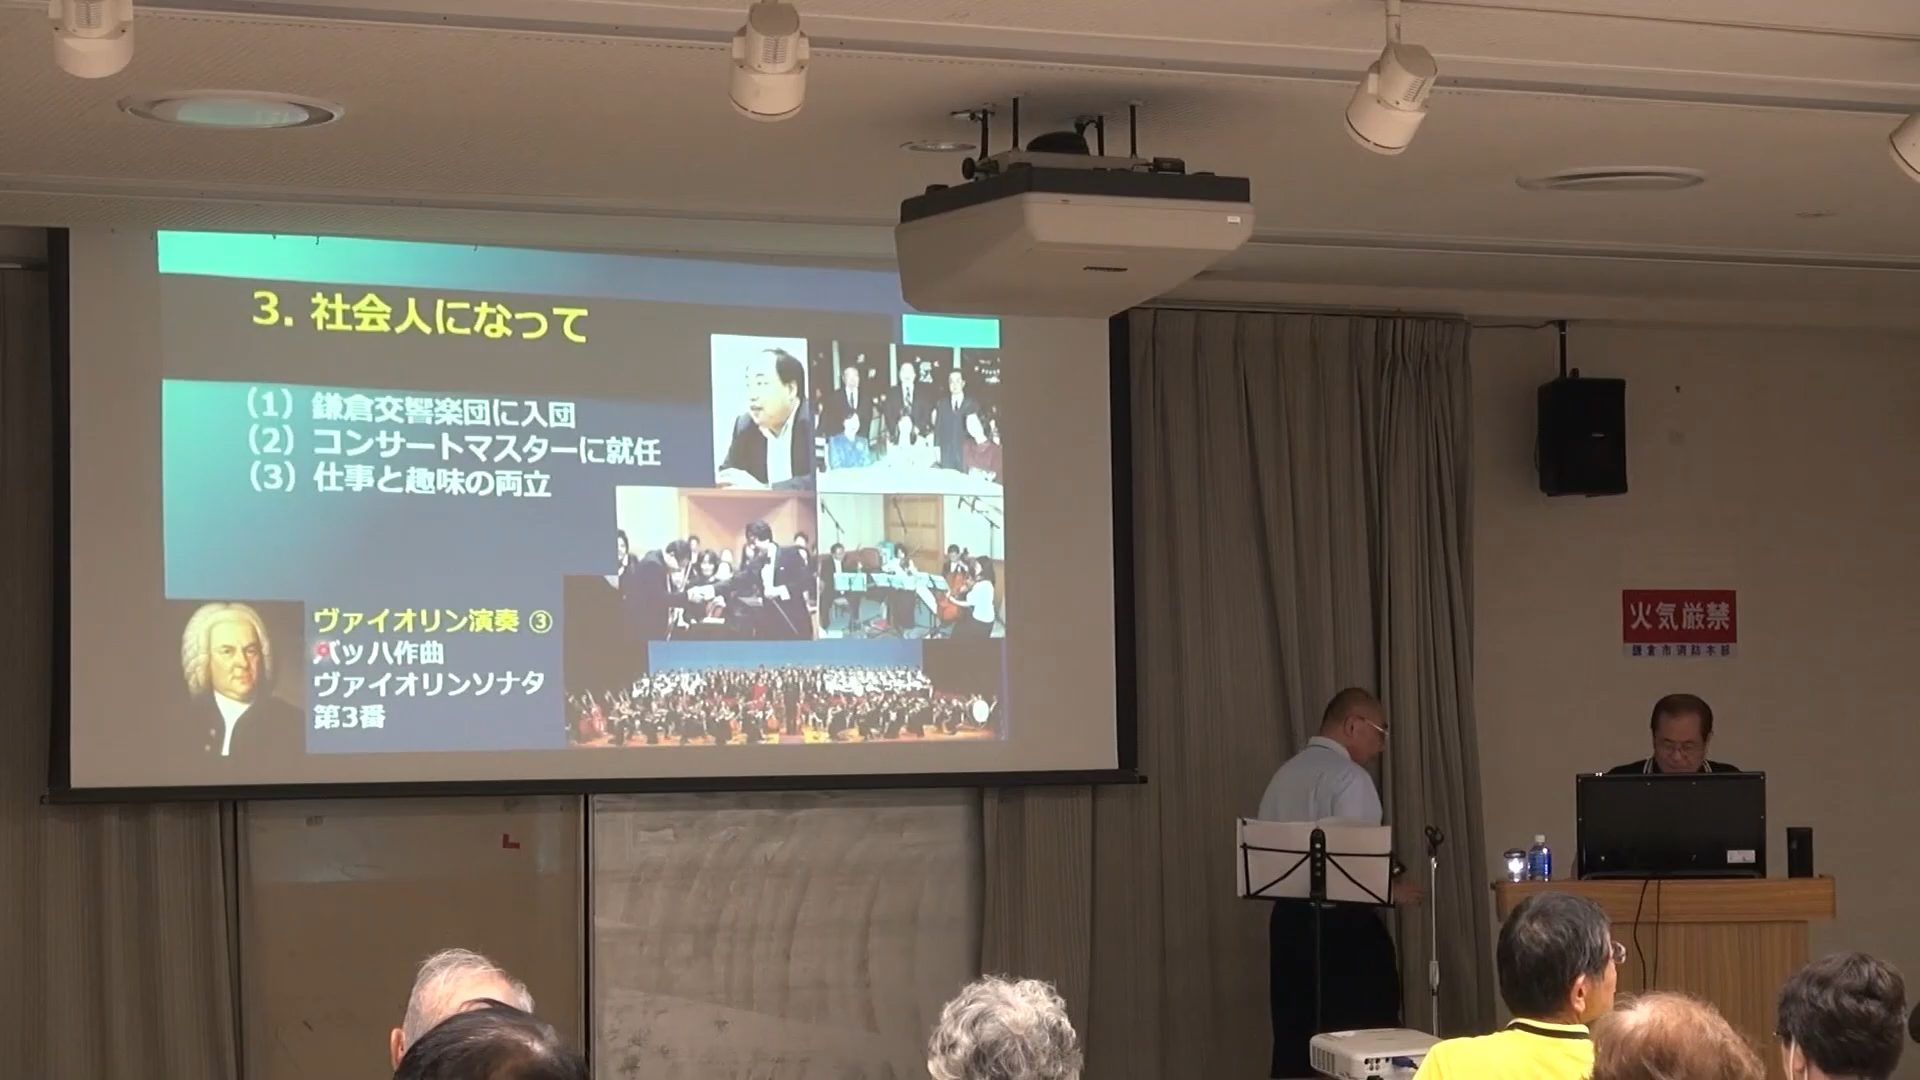 3. 社会人になって
(1) 鎌倉交響楽団に入団
(2) コンサートマスターに就任
(3) 仕事と趣味の両立
ヴァイオリン演奏 ③
バッハ作曲
ヴァイオリンソナタ
第3番
火気厳禁
鎌倉市消防本部